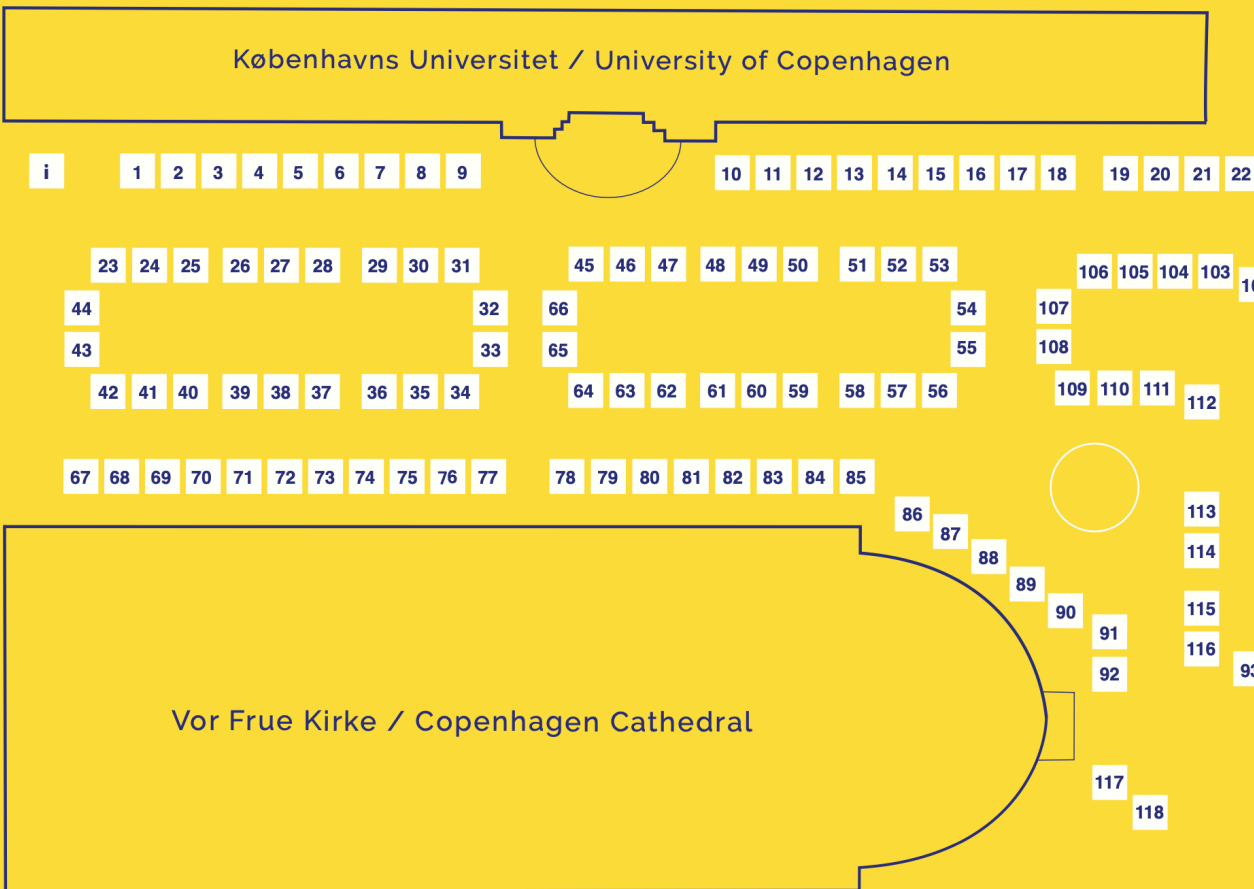 Københavns Universitet / University of Copenhagen
i 1 2 3 4 5 6 7 8 9 10 11 12 13 14 15 16 17 18 19 20 21 22
23 24 25 26 27 28 29 30 31 45 46 47 48 49 50 51 52 53 106 105 104 103
44 32 66 54 107
43 33 65 55 108
42 41 40 39 38 37 36 35 34 64 63 62 61 60 59 58 57 56 109 110 111
112
67 68 69 70 71 72 73 74 75 76 77 78 79 80 81 82 83 84 85
86 113
87
88 114
89
90 115
91
116
92 93
Vor Frue Kirke / Copenhagen Cathedral
117
118